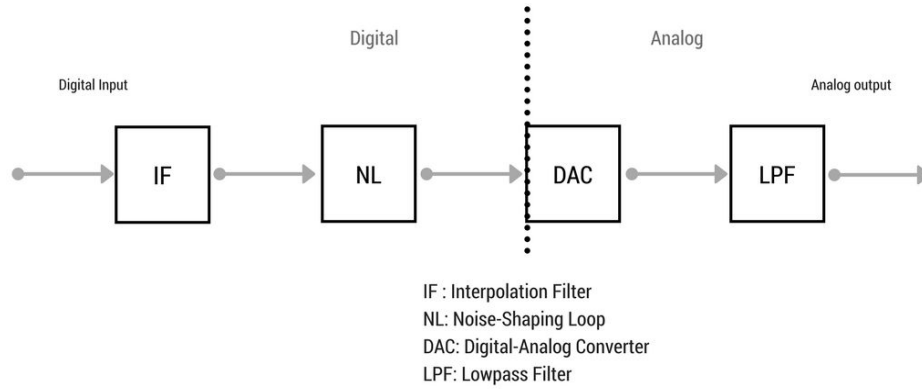 Digital
Analog
Digital Input
Analog output
IF
NL
DAC
LPF
IF : Interpolation Filter
NL: Noise-Shaping Loop
DAC: Digital-Analog Converter
LPF: Lowpass Filter